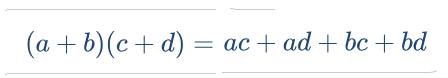 (a + b)(c + d) = ac + ad + bc + bd